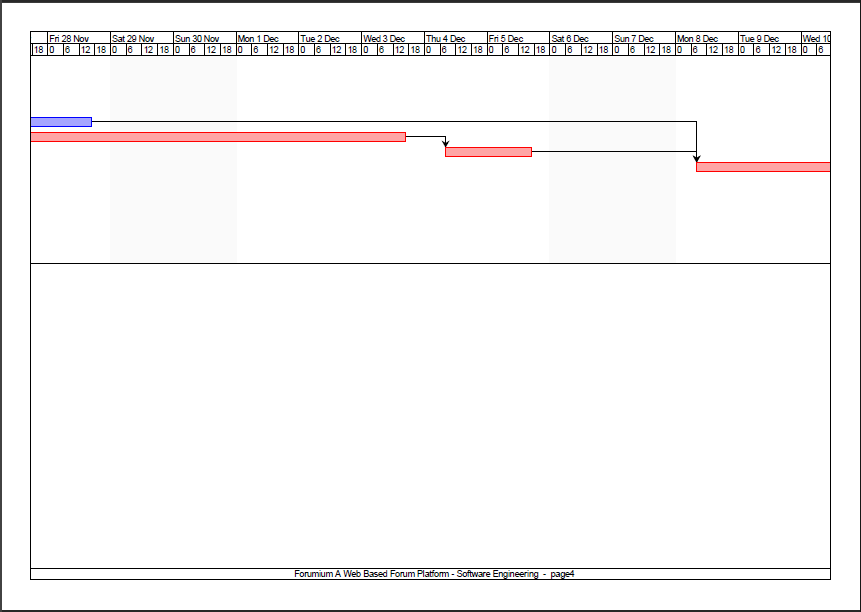 Fri 28 Nov Sat 29 Nov Sun 30 Nov Mon 1 Dec Tue 2 Dec Wed 3 Dec Thu 4 Dec Fri 5 Dec Sat 6 Dec Sun 7 Dec Mon 8 Dec Tue 9 Dec Wed 10
18 0 6 12 18 0 6 12 18 0 6 12 18 0 6 12 18 0 6 12 18 0 6 12 18 0 6 12 18 0 6 12 18 0 6 12 18 0 6 12 18 0 6 12 18 0 6 12 18 0 6
Forumium A Web Based Forum Platform - Software Engineering - page4